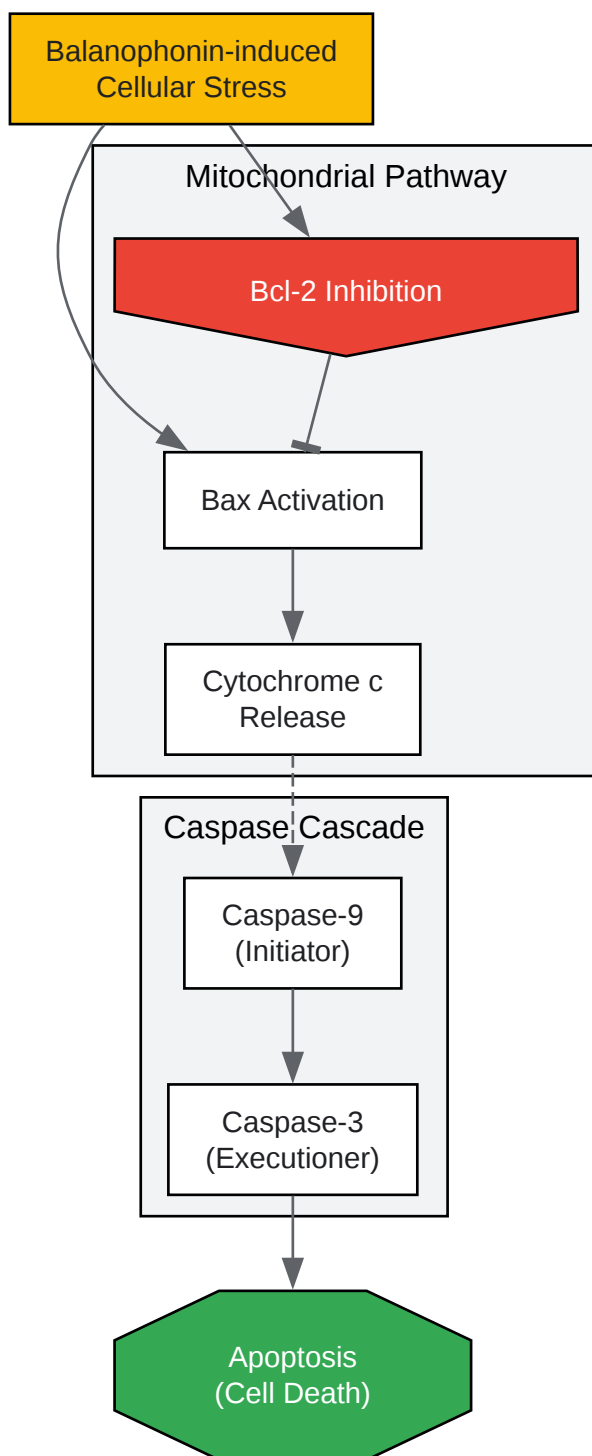 Balanophonin-induced
Cellular Stress
Mitochondrial Pathway
Bcl-2 Inhibition
Bax Activation
Cytochrome c
Release
Caspase Cascade
Caspase-9
(Initiator)
Caspase-3
(Executioner)
Apoptosis
(Cell Death)